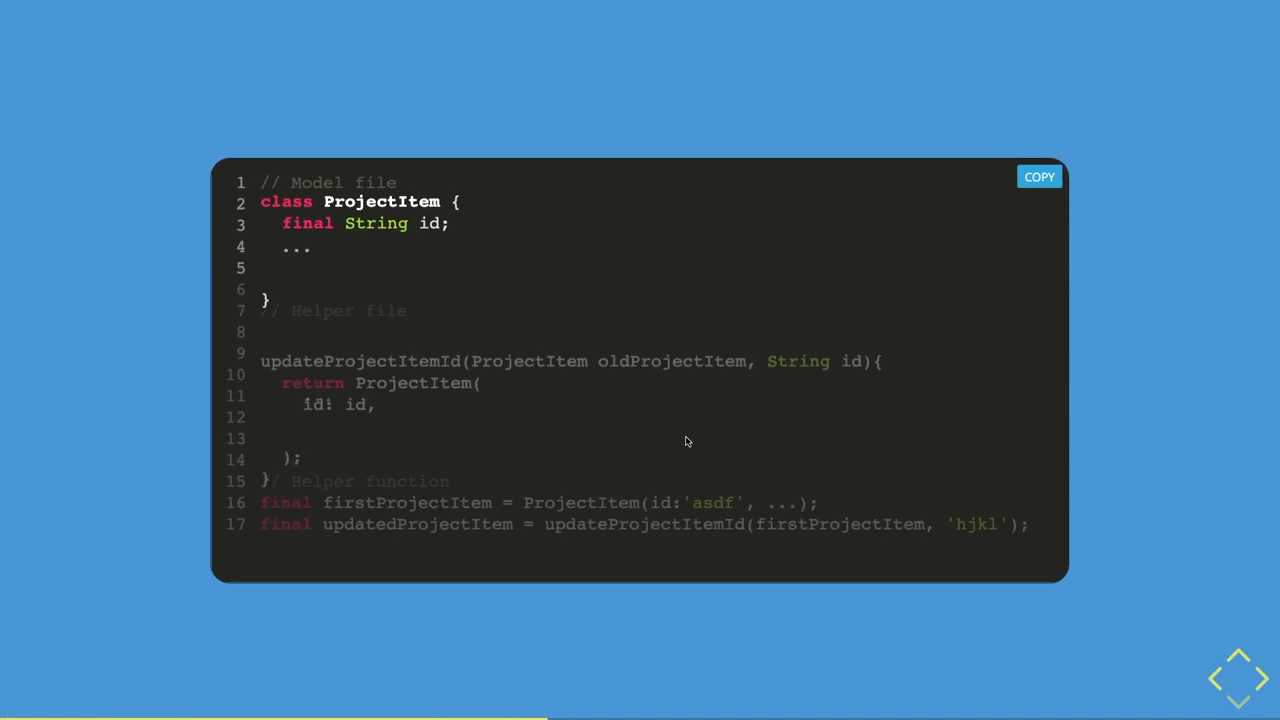 COPY
1 // Model file
2 class ProjectItem {
3 final String id;
4 ...
5
6 }
7 // Helper file
8
9 updateProjectItemId(ProjectItem oldProjectItem, String id){
10 return ProjectItem(
11 id: id,
12
13
14 );
15 }/ Helper function
16 final firstProjectItem = ProjectItem(id:'asdf', ...);
17 final updatedProjectItem = updateProjectItemId(firstProjectItem, 'hjkl');